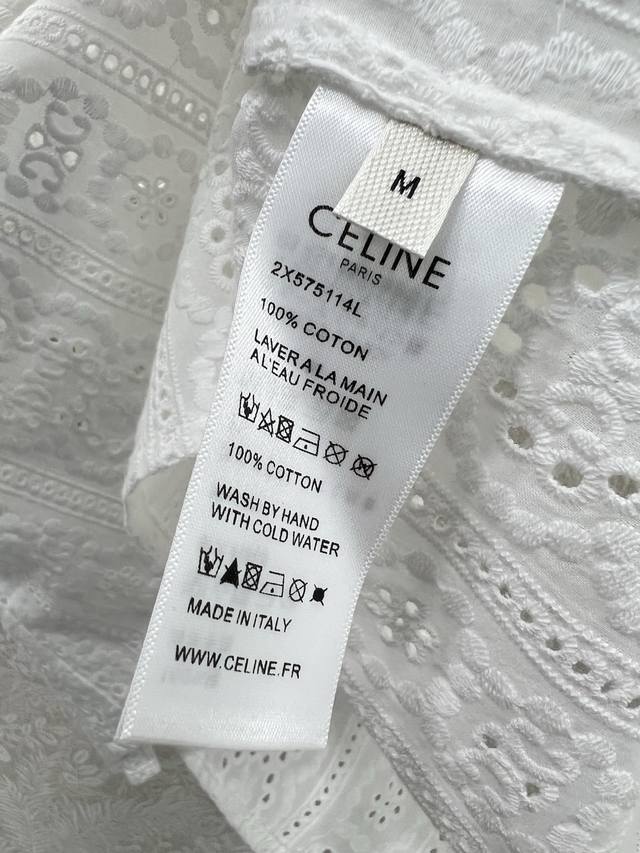 M
CELINE
PARIS
2X575114L
100% COTON
LAVER A LA MAIN
A L'EAU FROIDE
100% COTTON
WASH BY HAND
WITH COLD WATER
MADE IN ITALY
WWW.CELINE.FR